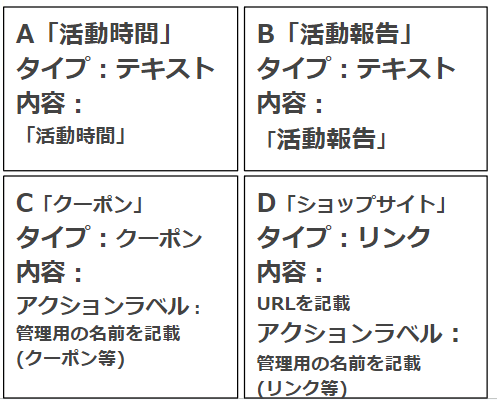 A「活動時間」
タイプ：テキスト
内容：
「活動時間」
B「活動報告」
タイプ：テキスト
内容：
「活動報告」
C「クーポン」
タイプ：クーポン
内容：
アクションラベル：
管理用の名前を記載
(クーポン等)
D「ショップサイト」
タイプ：リンク
内容：
URLを記載
アクションラベル：
管理用の名前を記載
(リンク等)